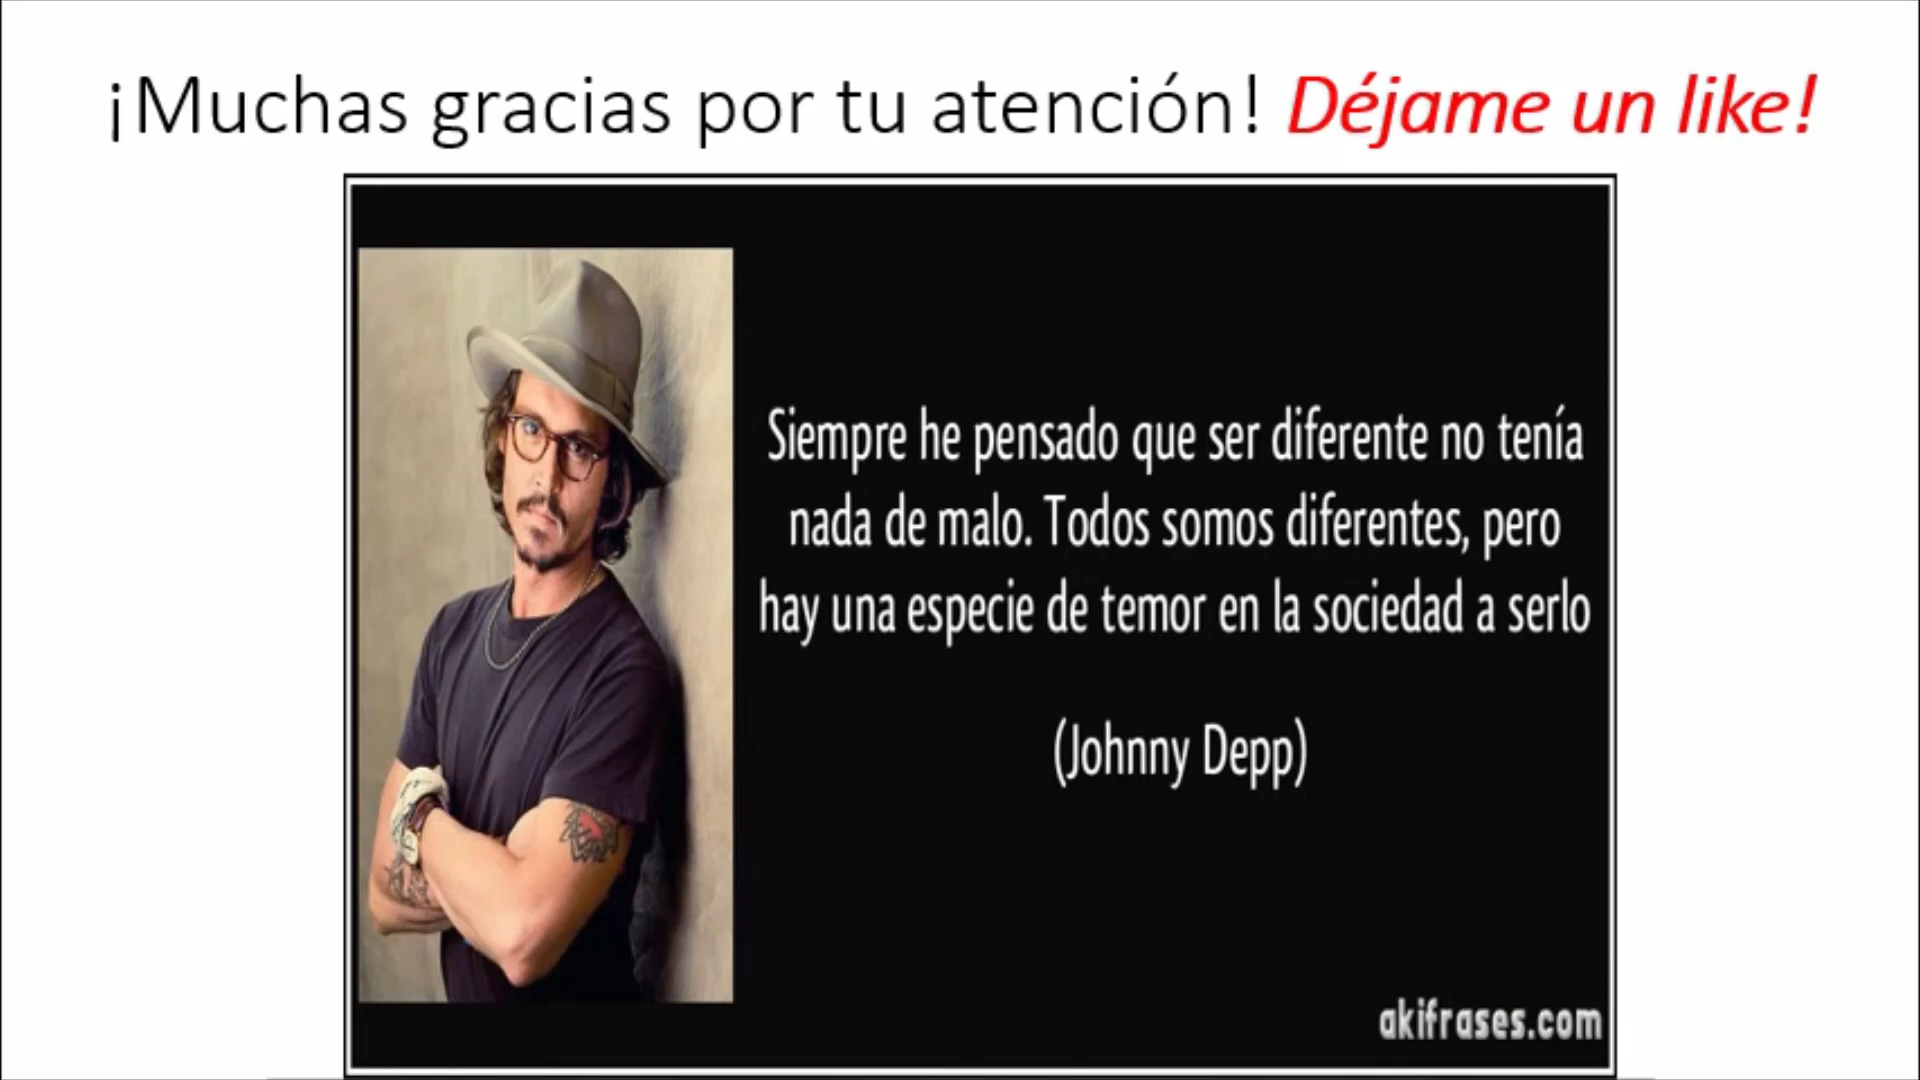 ¡Muchas gracias por tu atención! Déjame un like!
Siempre he pensado que ser diferente no tenía
nada de malo. Todos somos diferentes, pero
hay una especie de temor en la sociedad a serlo
(Johnny Depp)
akifrases.com